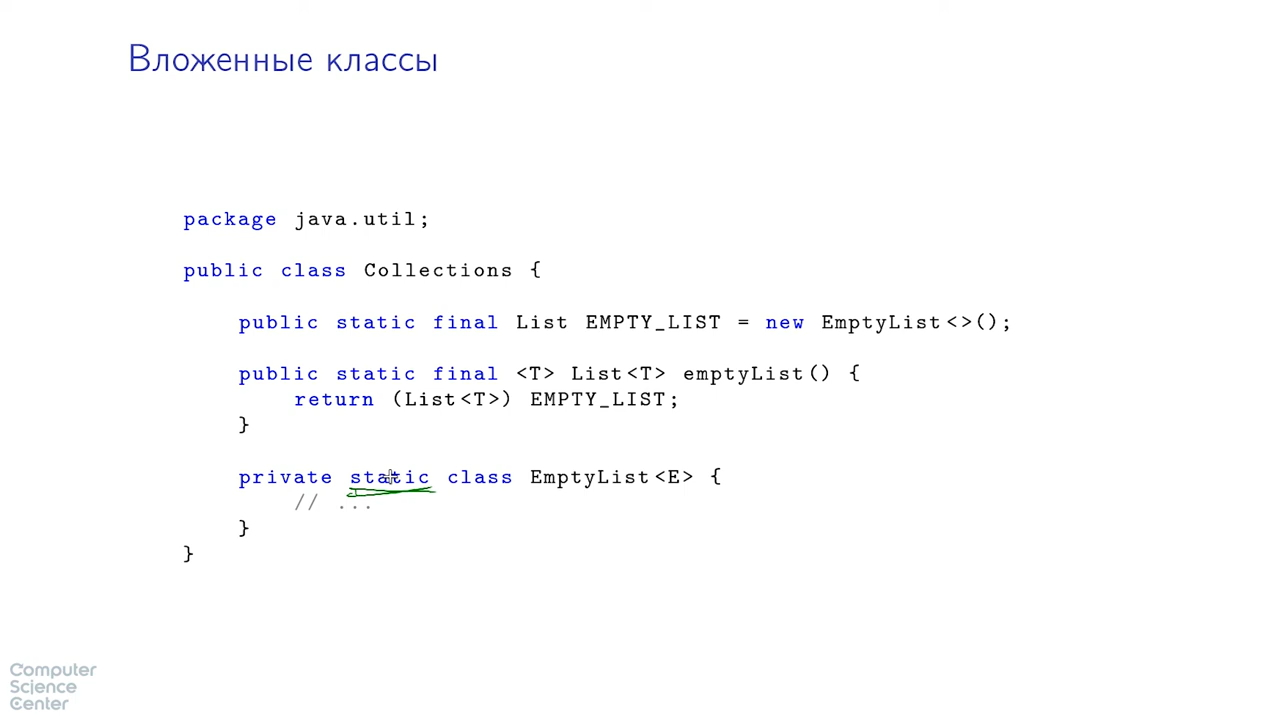 Вложенные классы
package java.util;
public class Collections {
public static final List EMPTY_LIST = new EmptyList<>();
public static final <T> List<T> emptyList() {
return (List<T>) EMPTY_LIST;
}
private static class EmptyList<E> {
// ...
}
}
Computer
Science
Center